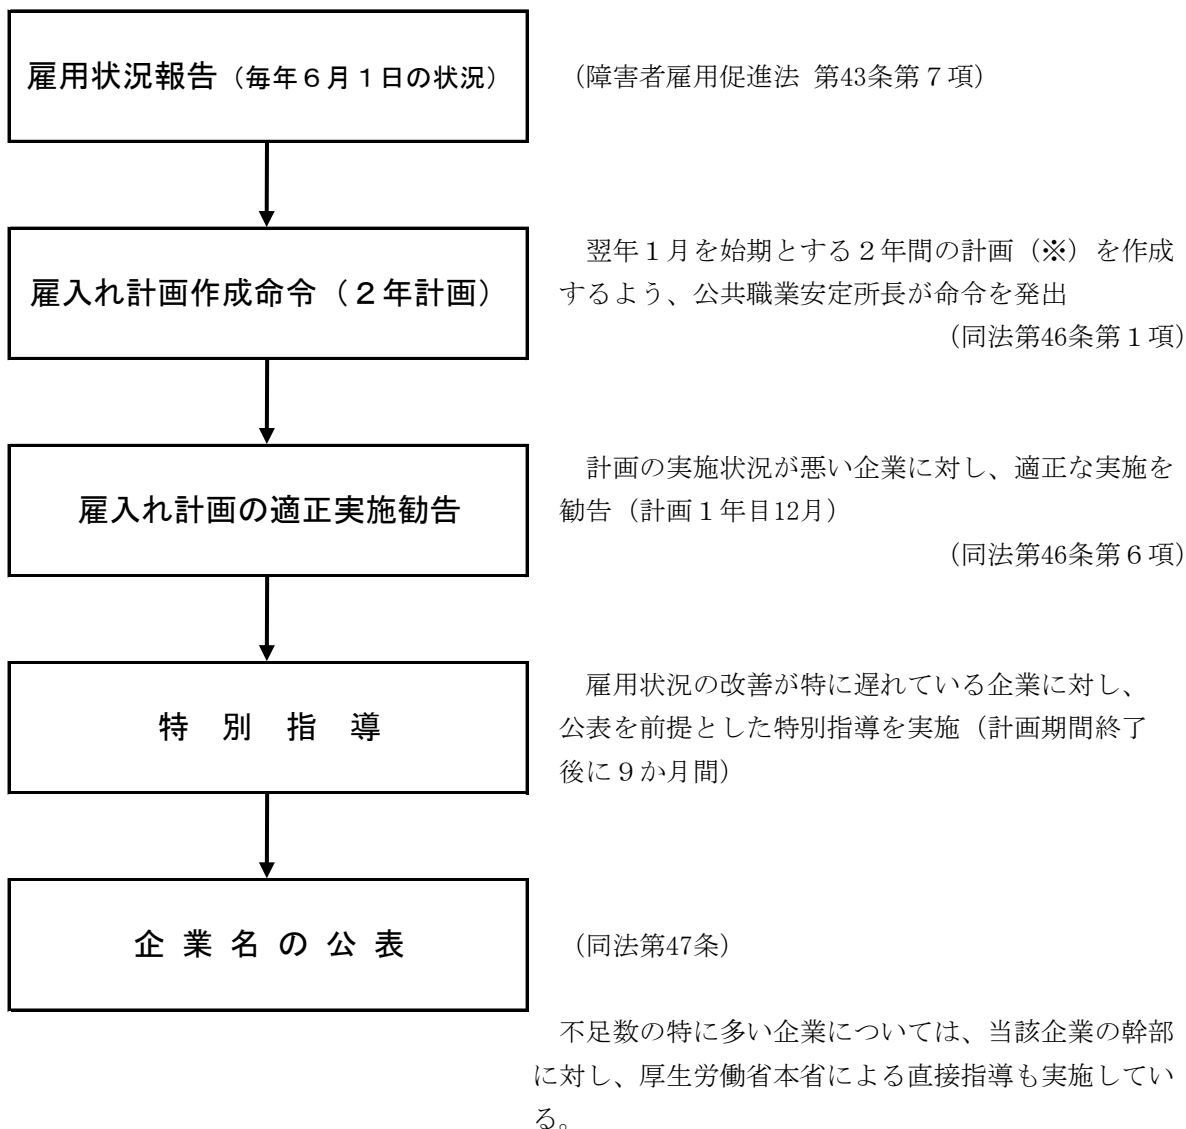 雇用状況報告（毎年６月１日の状況）
（障害者雇用促進法 第43条第７項）
雇入れ計画作成命令（２年計画）
翌年１月を始期とする２年間の計画（※）を作成
するよう、公共職業安定所長が命令を発出
（同法第46条第１項）
雇入れ計画の適正実施勧告
計画の実施状況が悪い企業に対し、適正な実施を
勧告（計画１年目12月）
（同法第46条第６項）
特 別 指 導
雇用状況の改善が特に遅れている企業に対し、
公表を前提とした特別指導を実施（計画期間終了
後に９か月間）
企 業 名 の 公 表
（同法第47条）
不足数の特に多い企業については、当該企業の幹部
に対し、厚生労働省本省による直接指導も実施してい
る。